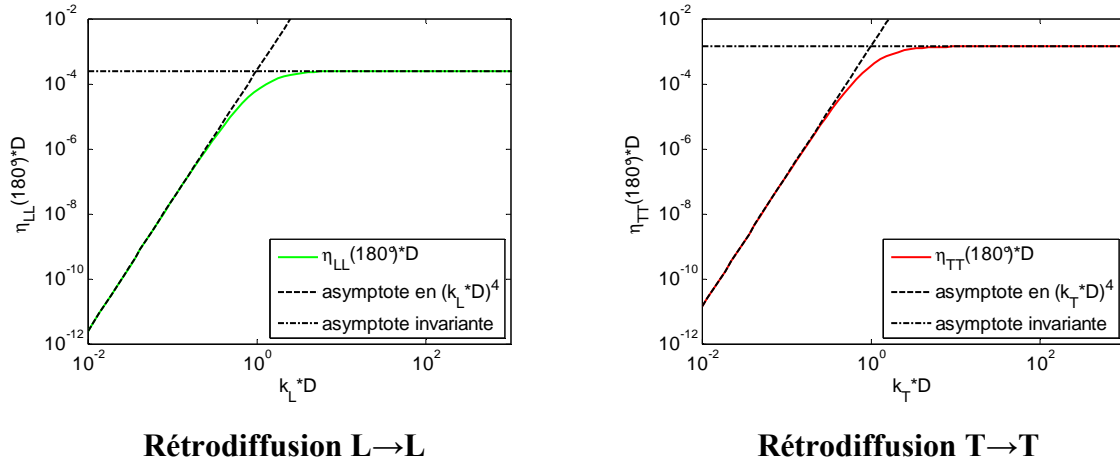 10^-2
10^-4
10^-6
10^-8
10^-10
10^-12
η_LL(180°)*D
10^-2
10^0
10^2
k_L*D
η_LL(180°)*D
asymptote en (k_L*D)^4
asymptote invariante
Rétrodiffusion L→L
10^-2
10^-4
10^-6
10^-8
10^-10
10^-12
η_TT(180°)*D
10^-2
10^0
10^2
k_T*D
η_TT(180°)*D
asymptote en (k_T*D)^4
asymptote invariante
Rétrodiffusion T→T